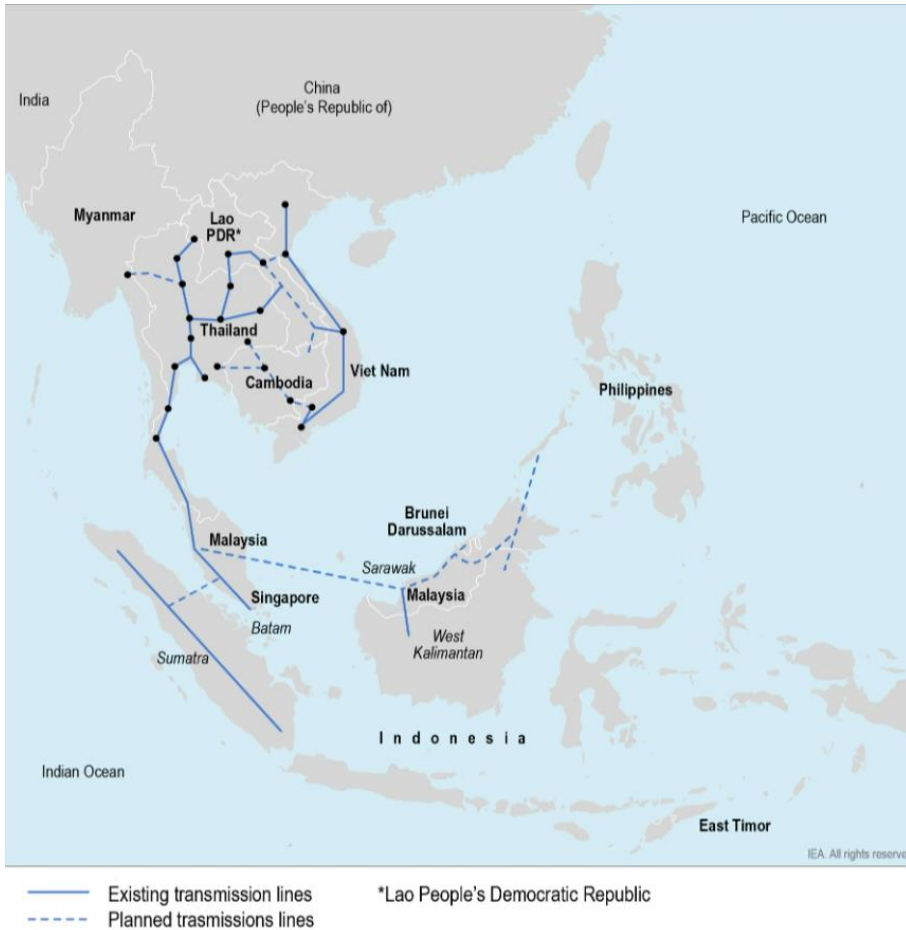 India
China
(People's Republic of)
Myanmar
Lao
PDR*
Pacific Ocean
Thailand
Viet Nam
Cambodia
Philippines
Brunei
Darussalam
Malaysia
Sarawak
Singapore
Malaysia
Batam
West
Kalimantan
Sumatra
Indonesia
Indian Ocean
East Timor
IEA. All rights reserve
Existing transmission lines
*Lao People's Democratic Republic
Planned trasmissions lines